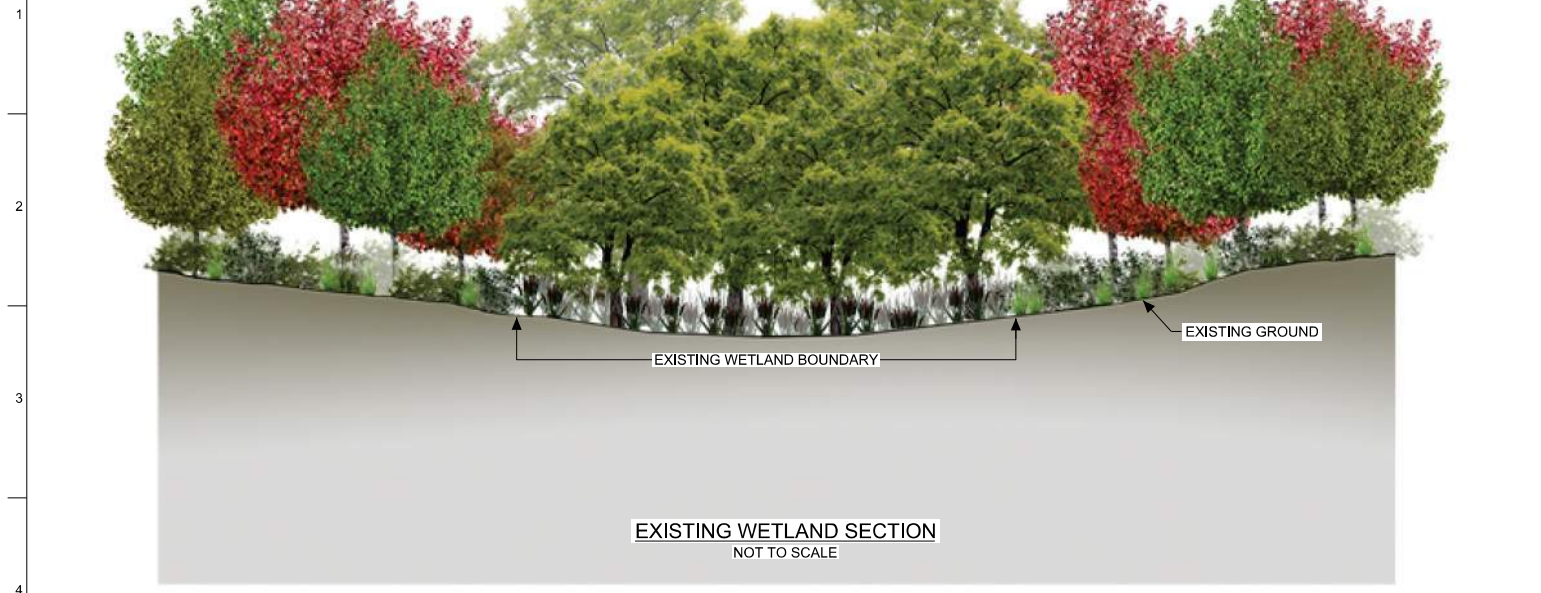 1
2
EXISTING GROUND
EXISTING WETLAND BOUNDARY
3
EXISTING WETLAND SECTION
NOT TO SCALE
4